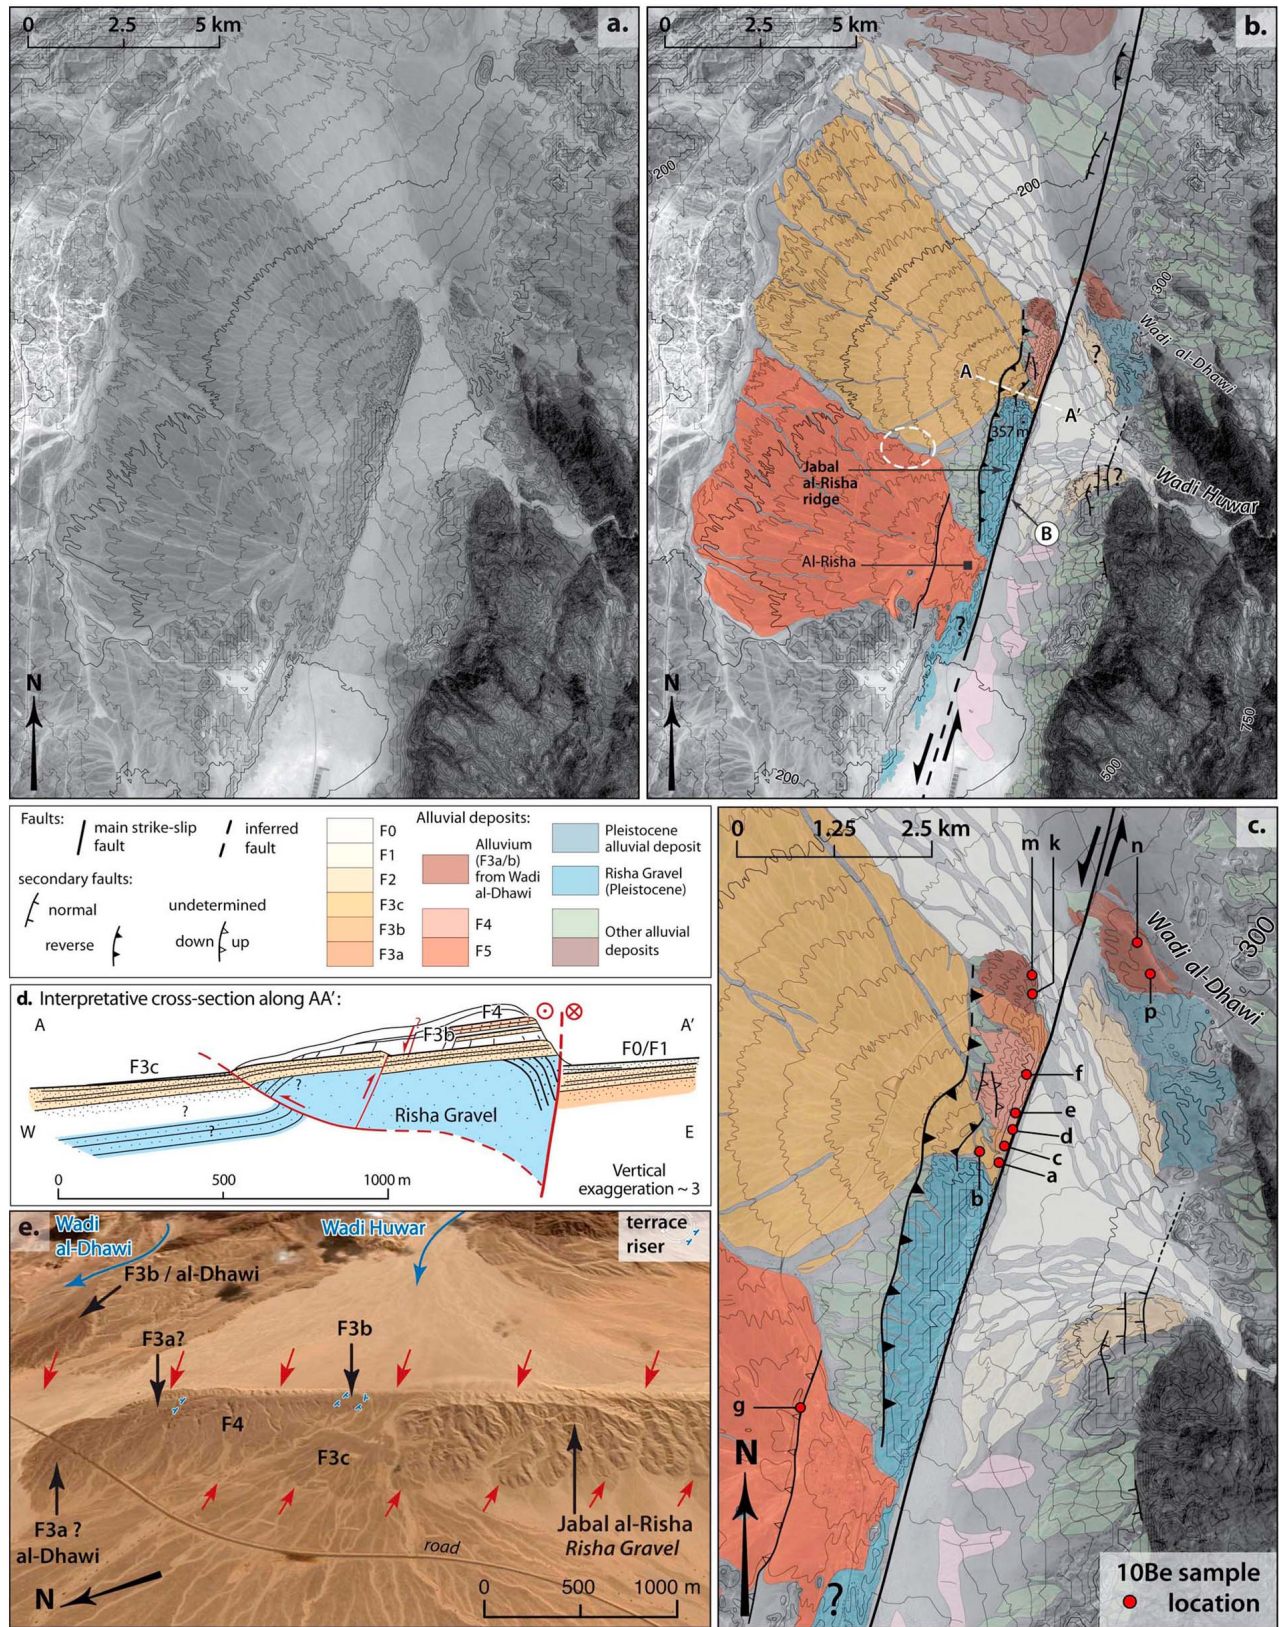 0 2.5 5 km
a.
N
0 2.5 5 km
b.
200
200
300
Wadi al-Dhawi
?
A
A'
357 m
Jabal
al-Risha
ridge
?
Wadi Huwar
B
Al-Risha
?
N
200
500
750
Faults:
main strike-slip
fault
inferred
fault
secondary faults:
normal
undetermined
reverse
down
up
F0
F1
F2
F3c
F3b
F3a
Alluvial deposits:
Alluvium
(F3a/b)
from Wadi
al-Dhawi
F4
F5
Pleistocene
alluvial deposit
Risha Gravel
(Pleistocene)
Other alluvial
deposits
0 1.25 2.5 km
c.
m k
n
Wadi al-Dhawi
300
p
f
e
d
c
a
b
g
N
?
10Be sample
location
d. Interpretative cross-section along AA':
A
A'
F4
?
F3b
F3c
F0/F1
?
?
?
Risha Gravel
W
E
0 500 1000 m
Vertical
exaggeration ~ 3
e.
Wadi
al-Dhawi
Wadi Huwar
terrace
riser
F3b / al-Dhawi
F3a?
F3b
F4
F3c
F3a ?
al-Dhawi
Jabal al-Risha
Risha Gravel
road
N
0 500 1000 m